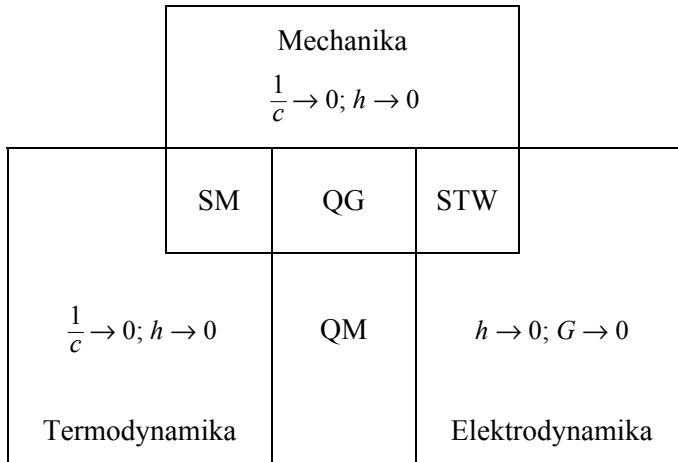 Mechanika
1/c → 0; h → 0
SM QG STW
1/c → 0; h → 0 QM h → 0; G → 0
Termodynamika Elektrodynamika